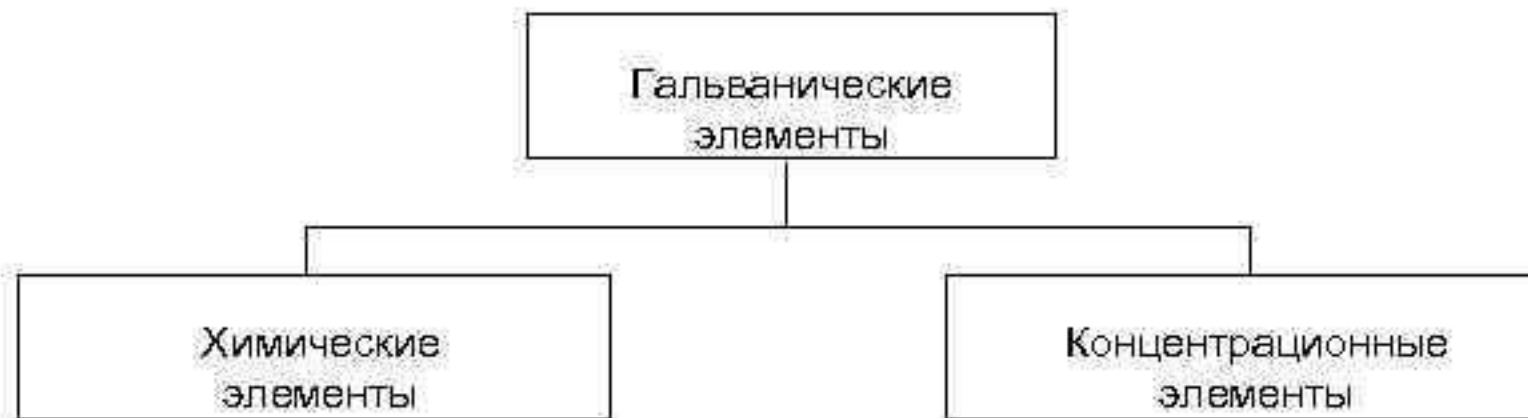 Гальванические
элементы
Химические
элементы
Концентрационные
элементы